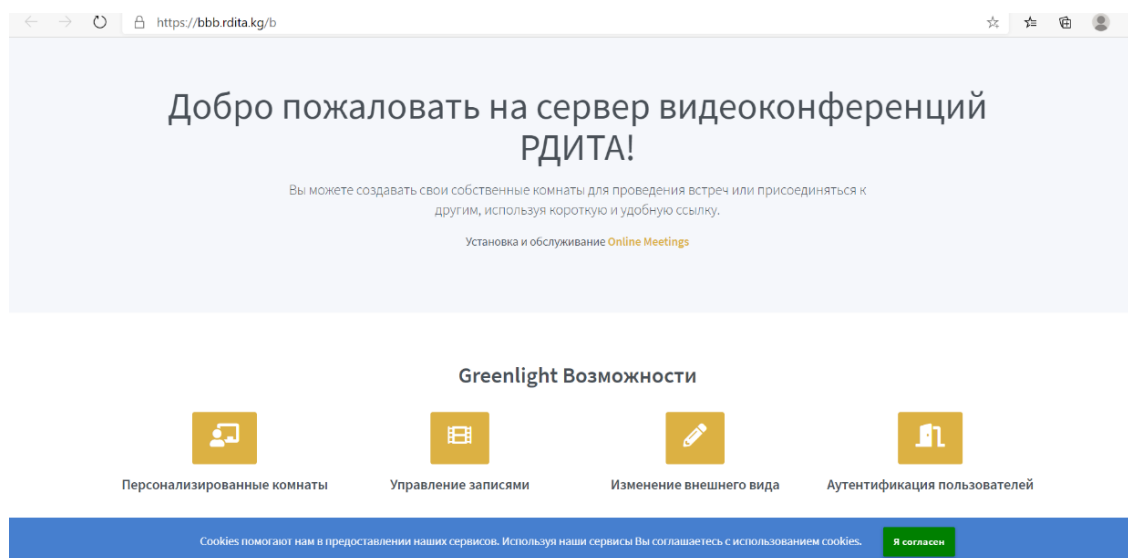 https://bbb.rdita.kg/b
Добро пожаловать на сервер видеоконференций
РДИТА!
Вы можете создавать свои собственные комнаты для проведения встреч или присоединяться к
другим, используя короткую и удобную ссылку.
Установка и обслуживание Online Meetings
Greenlight Возможности
Персонализированные комнаты
Управление записями
Изменение внешнего вида
Аутентификация пользователей
Cookies помогают нам в предоставлении наших сервисов. Используя наши сервисы Вы соглашаетесь с использованием cookies.
Я согласен